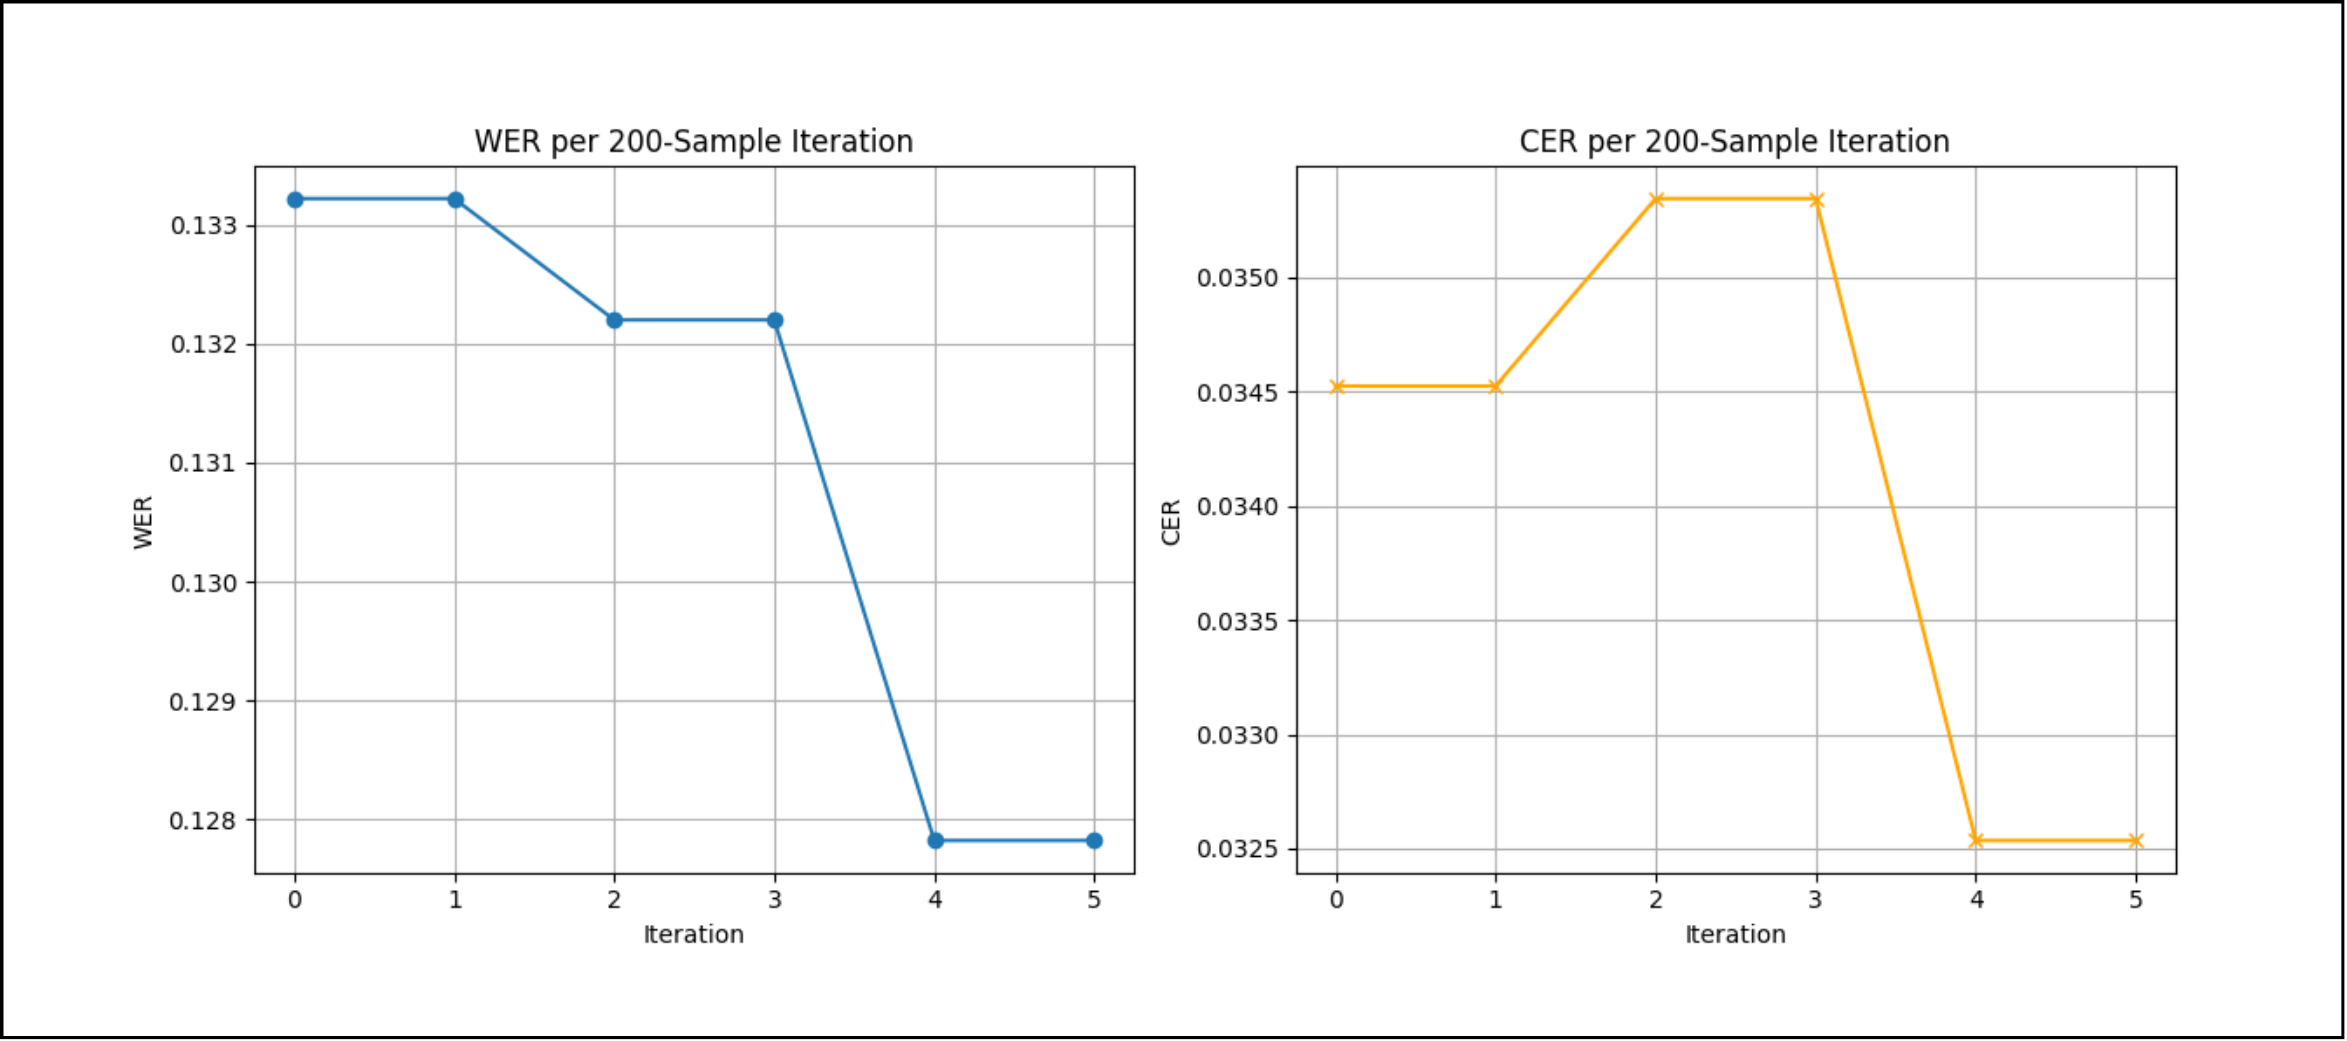 WER per 200-Sample Iteration
0.133
0.132
0.131
0.130
0.129
0.128
WER
0 1 2 3 4 5
Iteration
CER per 200-Sample Iteration
0.0350
0.0345
0.0340
0.0335
0.0330
0.0325
CER
0 1 2 3 4 5
Iteration